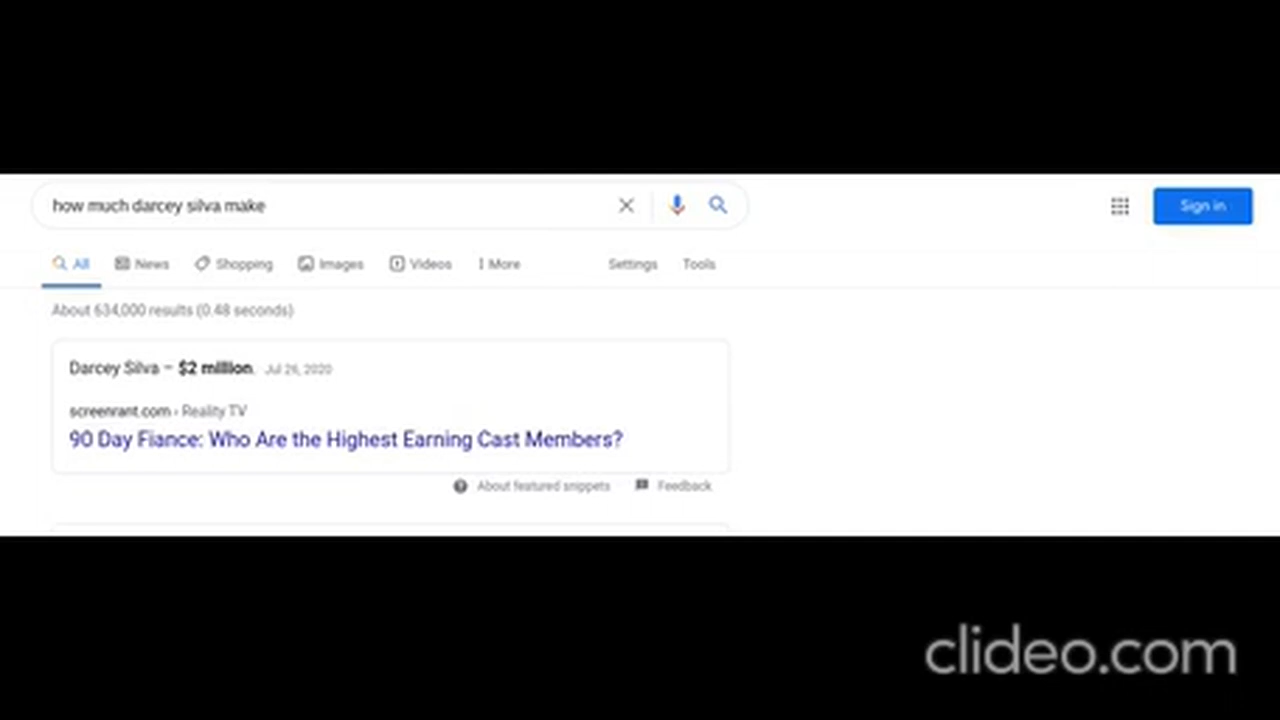 how much darcey silva make
Sign in
All News Shopping Images Videos More Settings Tools
About 634,000 results (0.48 seconds)
Darcey Silva – $2 million. Jul 26, 2020
screenrant.com › Reality TV
90 Day Fiance: Who Are the Highest Earning Cast Members?
About featured snippets Feedback
clideo.com